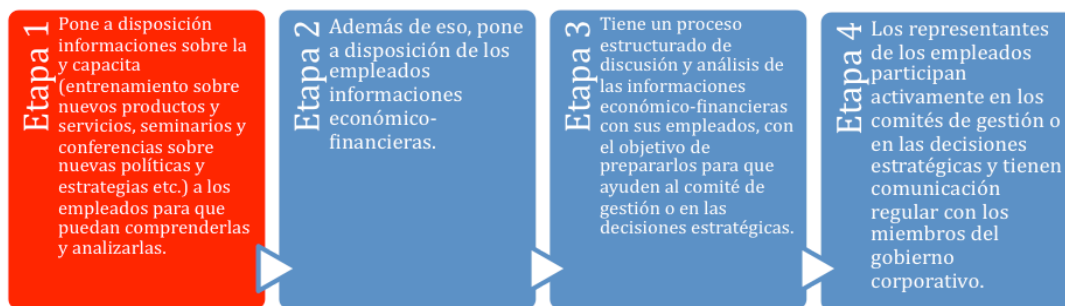 Etapa 1
Pone a disposición
informaciones sobre la
y capacita
(entrenamiento sobre
nuevos productos y
servicios, seminarios y
conferencias sobre
nuevas políticas y
estrategias etc.) a los
empleados para que
puedan comprenderlas
y analizarlas.
Etapa 2
Además de eso, pone
a disposición de los
empleados
informaciones
económico-
financieras.
Etapa 3
Tiene un proceso
estructurado de
discusión y análisis de
las informaciones
económico-financieras
con sus empleados, con
el objetivo de
prepararlos para que
ayuden al comité de
gestión o en las
decisiones estratégicas.
Etapa 4
Los representantes
de los empleados
participan
activamente en los
comités de gestión o
en las decisiones
estratégicas y tienen
comunicación
regular con los
miembros del
gobierno
corporativo.